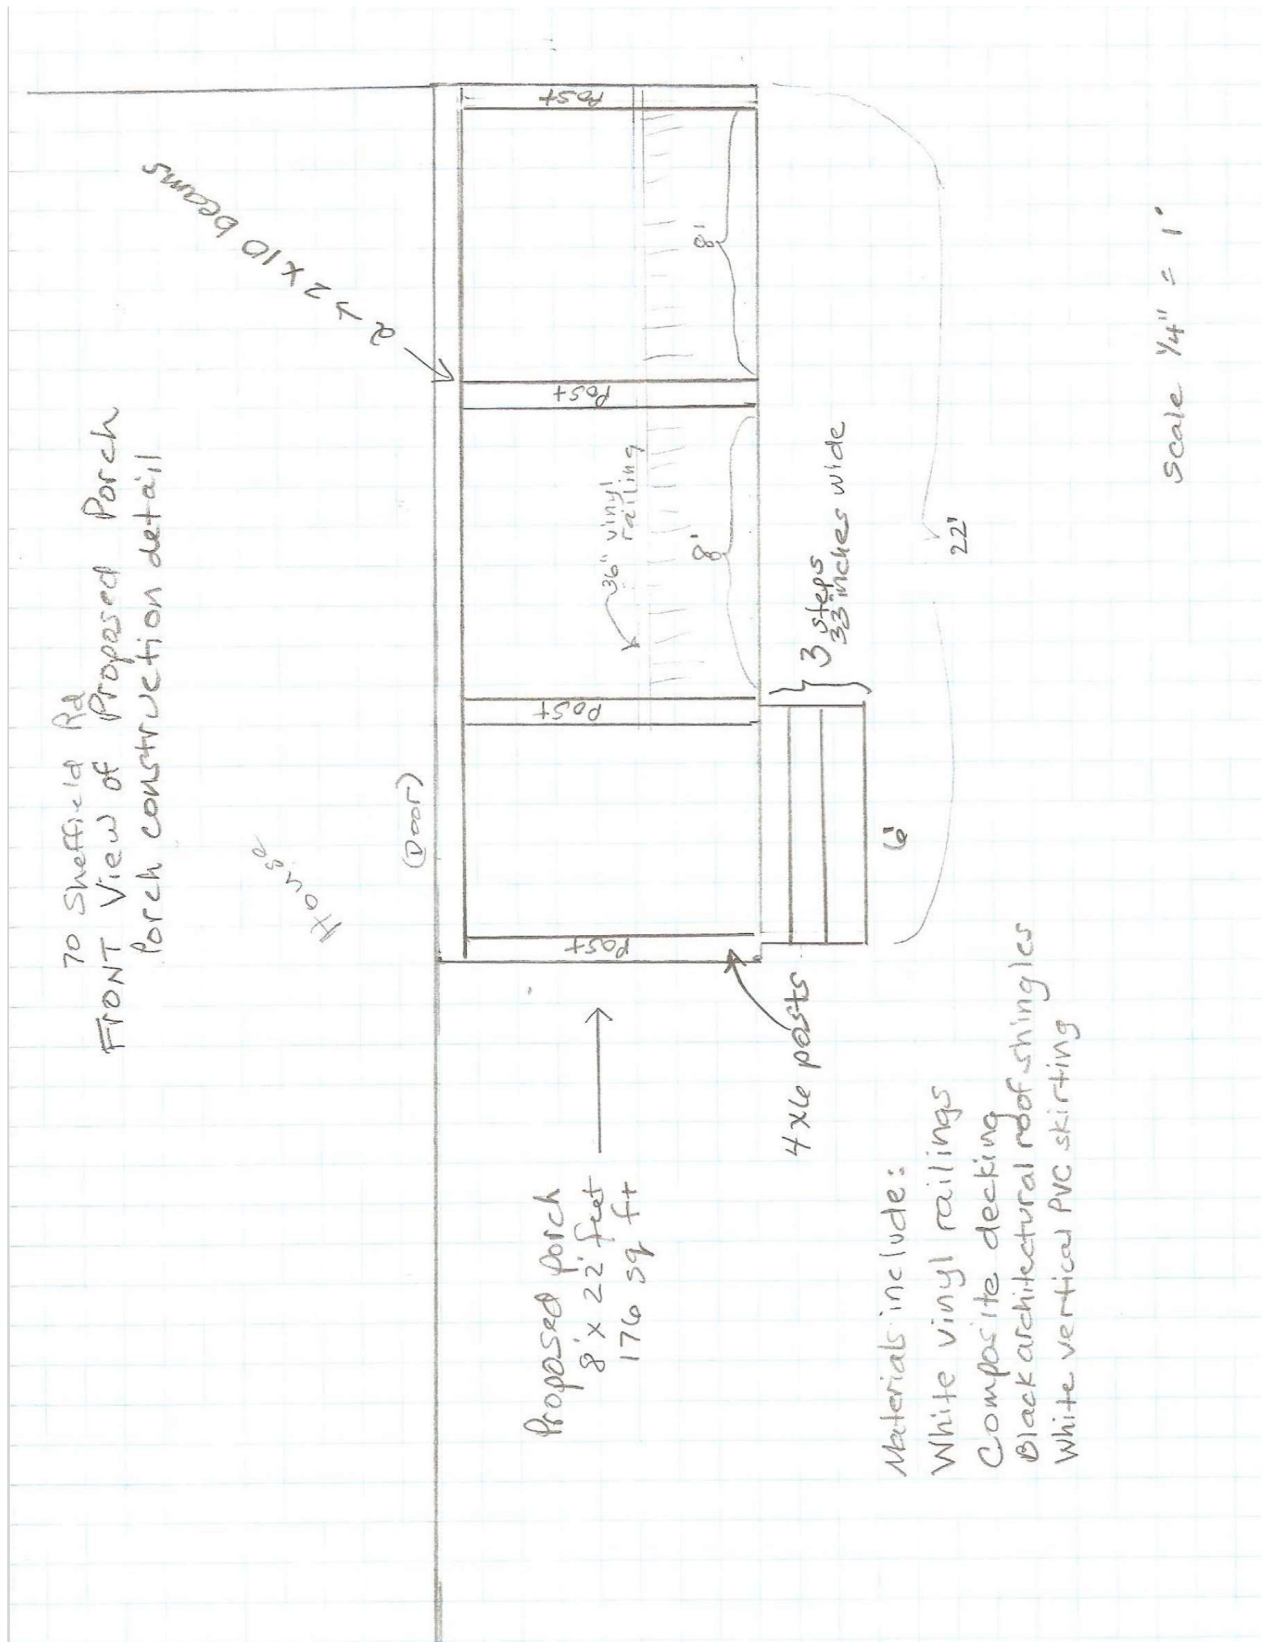 70 Sheffield Rd
FRONT View of Proposed Porch
Porch construction detail
House
2 → 2 x 10 beams
(Door)
Post
Post
Post
Post
36" vinyl
railing
8'
8'
Proposed porch
8' x 22' feet
176 sq ft
4x6 posts
6'
3 steps
33 inches wide
22'
Materials include:
White vinyl railings
Composite decking
Black architectural roof shingles
White vertical PVC skirting
Scale 1/4" = 1'